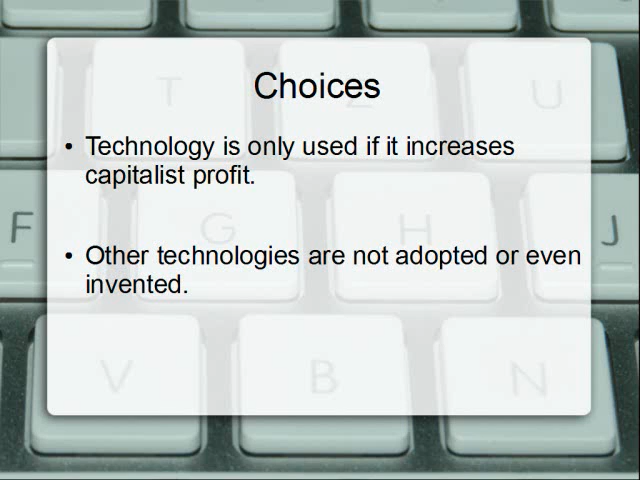 Choices
• Technology is only used if it increases
capitalist profit.
• Other technologies are not adopted or even
invented.
T Z U
F G H J
V B N